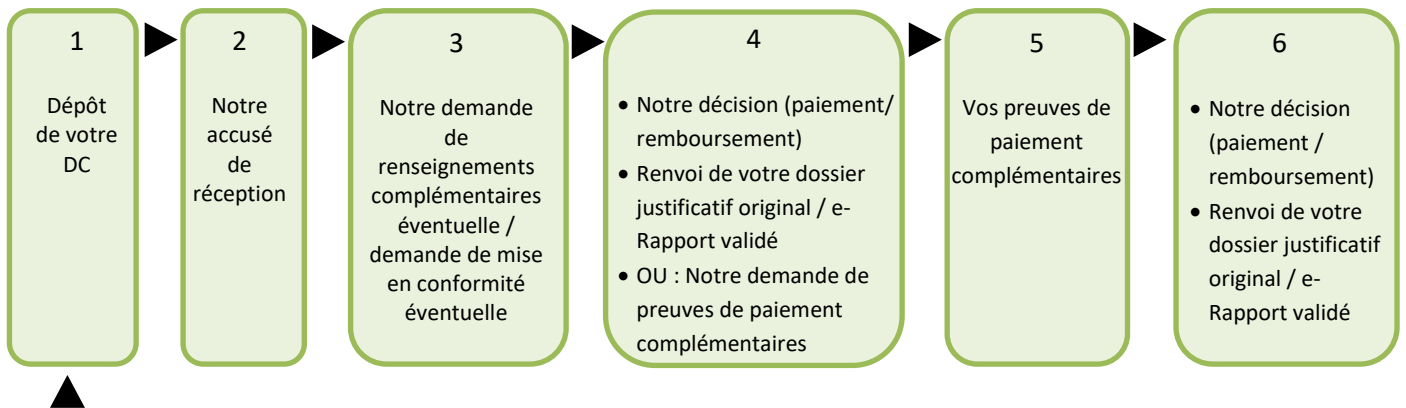 1
Dépôt
de votre
DC
2
Notre
accusé
de
réception
3
Notre demande
de
renseignements
complémentaires
éventuelle /
demande de mise
en conformité
éventuelle
4
• Notre décision (paiement/
remboursement)
• Renvoi de votre dossier
justificatif original / e-
Rapport validé
• OU : Notre demande de
preuves de paiement
complémentaires
5
Vos preuves de
paiement
complémentaires
6
• Notre décision
(paiement /
remboursement)
• Renvoi de votre
dossier justificatif
original / e-
Rapport validé